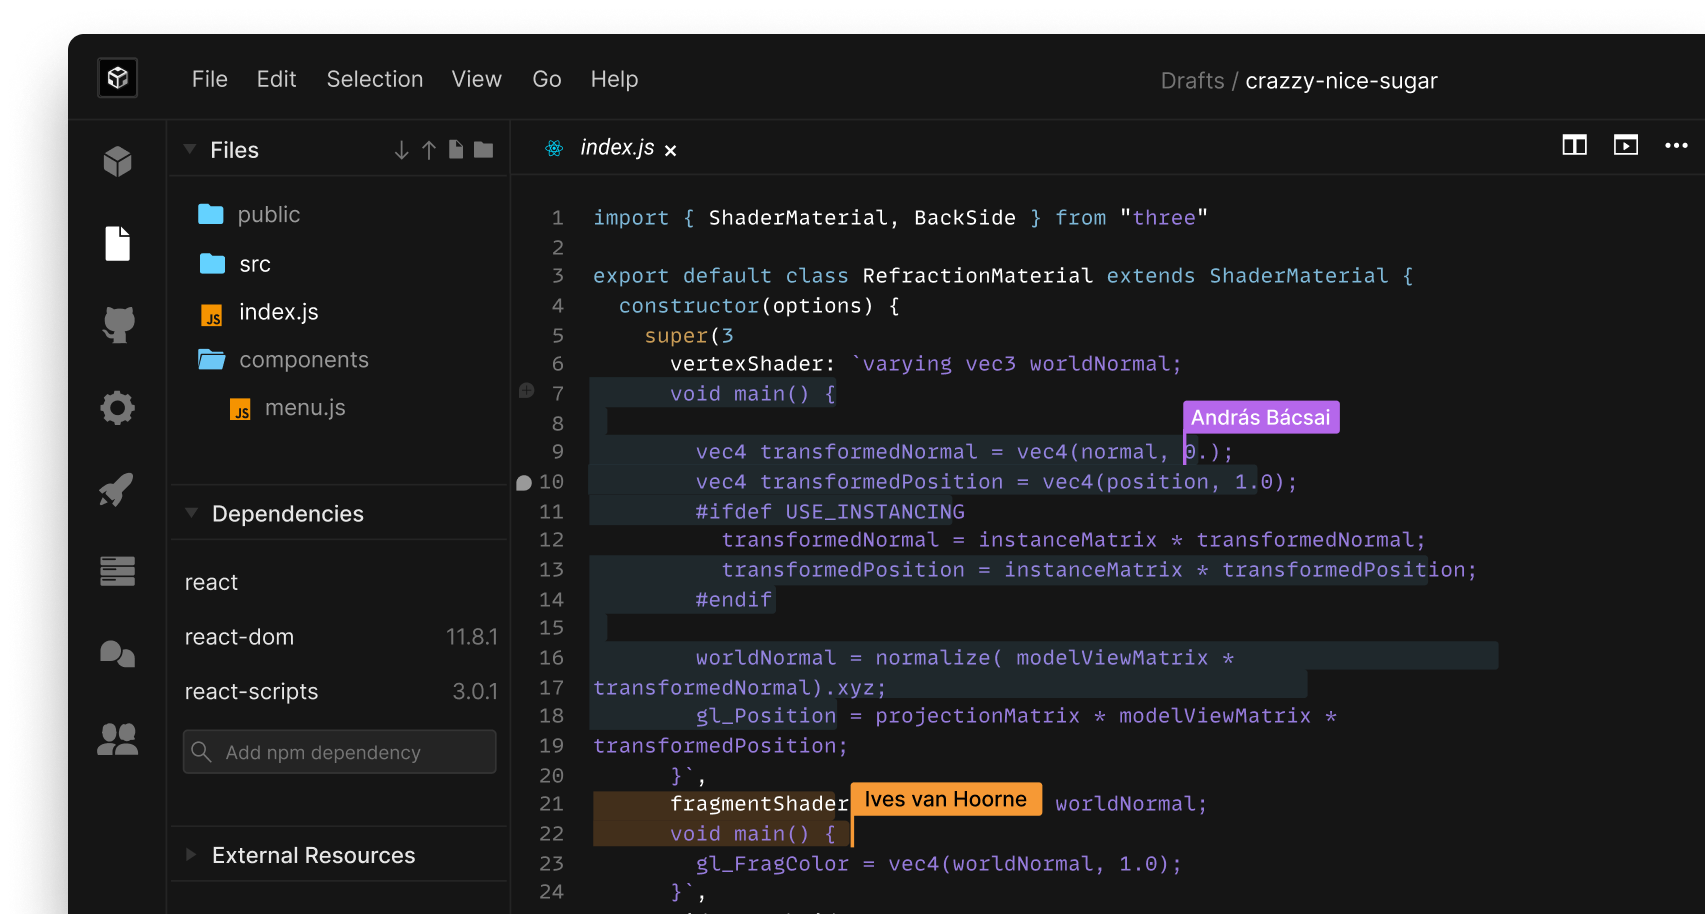 File Edit Selection View Go Help
Drafts / crazzy-nice-sugar
Files
public
src
JS index.js
components
JS menu.js
Dependencies
react
react-dom 11.8.1
react-scripts 3.0.1
Add npm dependency
External Resources
index.js ×
1 import { ShaderMaterial, BackSide } from "three"
2
3 export default class RefractionMaterial extends ShaderMaterial {
4 constructor(options) {
5 super(3
6 vertexShader: `varying vec3 worldNormal;
7 void main() {
8
András Bácsai
9 vec4 transformedNormal = vec4(normal, 0.);
10 vec4 transformedPosition = vec4(position, 1.0);
11 #ifdef USE_INSTANCING
12 transformedNormal = instanceMatrix * transformedNormal;
13 transformedPosition = instanceMatrix * transformedPosition;
14 #endif
15
16 worldNormal = normalize( modelViewMatrix *
17 transformedNormal).xyz;
18 gl_Position = projectionMatrix * modelViewMatrix *
19 transformedPosition;
20 }`,
21 fragmentShader worldNormal;
Ives van Hoorne
22 void main() {
23 gl_FragColor = vec4(worldNormal, 1.0);
24 }`,